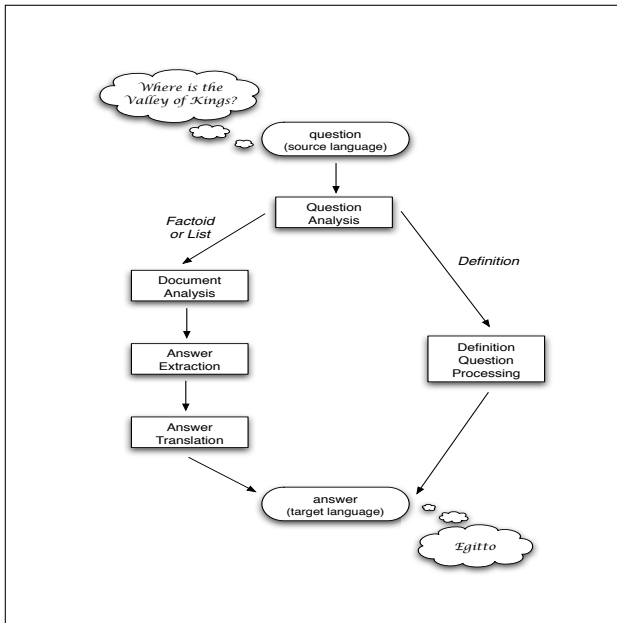 Where is the
Valley of Kings?
question
(source language)
Question
Analysis
Factoid
or List
Definition
Document
Analysis
Answer
Extraction
Definition
Question
Processing
Answer
Translation
answer
(target language)
Egitto